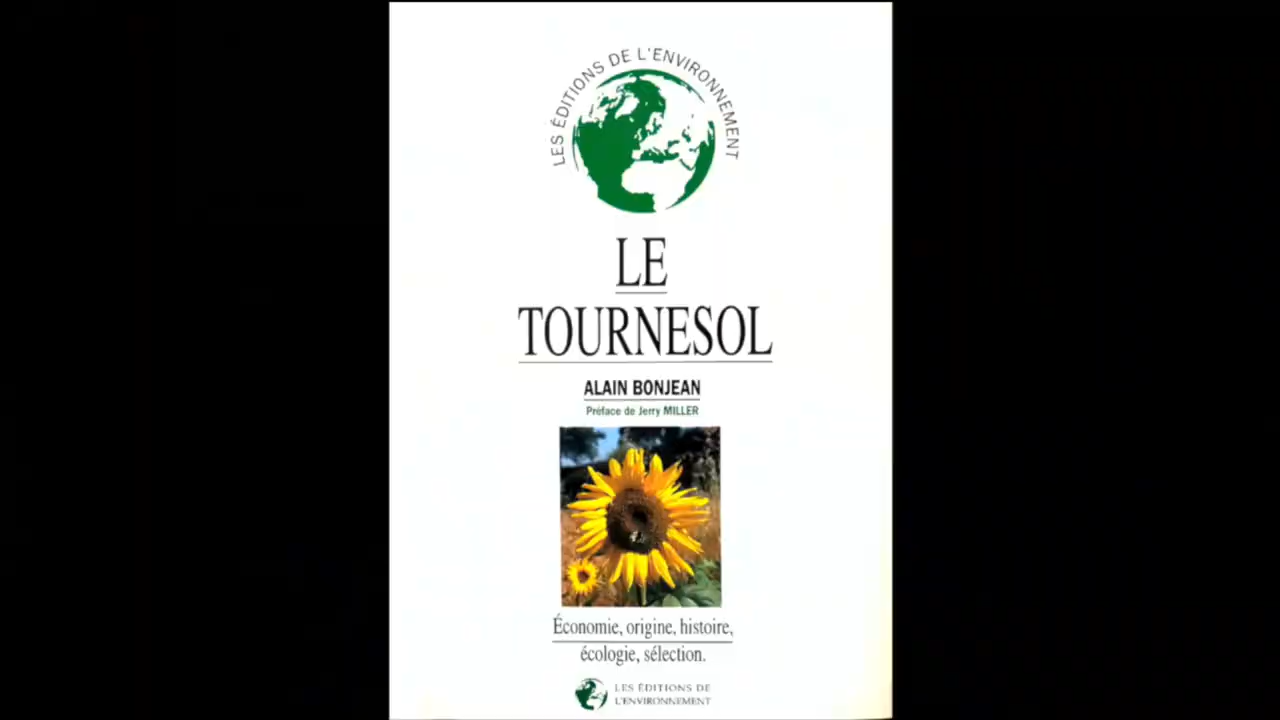 LES ÉDITIONS DE L'ENVIRONNEMENT
LE
TOURNESOL
ALAIN BONJEAN
Préface de Jerry MILLER
Économie, origine, histoire,
écologie, sélection.
LES ÉDITIONS DE
L'ENVIRONNEMENT